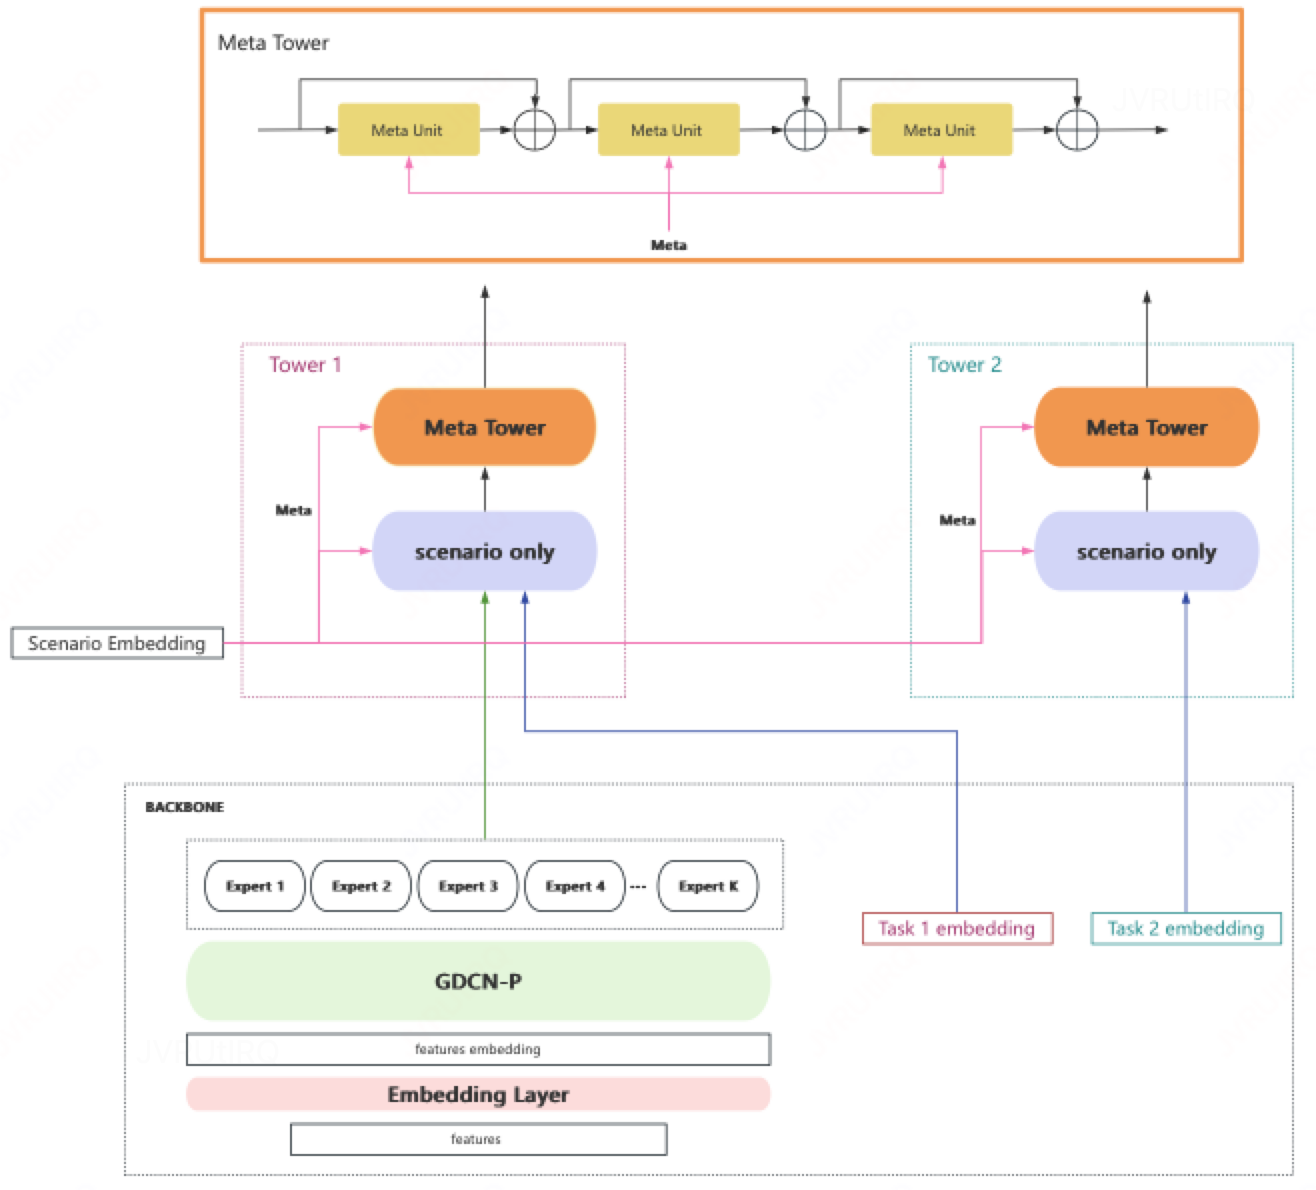 Meta Tower
Meta Unit
Meta Unit
Meta Unit
Meta
Tower 1
Tower 2
Meta Tower
Meta Tower
Meta
Meta
scenario only
scenario only
Scenario Embedding
BACKBONE
Expert 1
Expert 2
Expert 3
Expert 4
---
Expert K
Task 1 embedding
Task 2 embedding
GDCN-P
features embedding
Embedding Layer
features